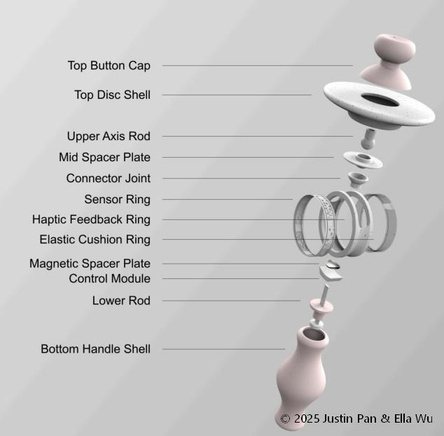 Top Button Cap
Top Disc Shell
Upper Axis Rod
Mid Spacer Plate
Connector Joint
Sensor Ring
Haptic Feedback Ring
Elastic Cushion Ring
Magnetic Spacer Plate
Control Module
Lower Rod
Bottom Handle Shell
© 2025 Justin Pan & Ella Wu